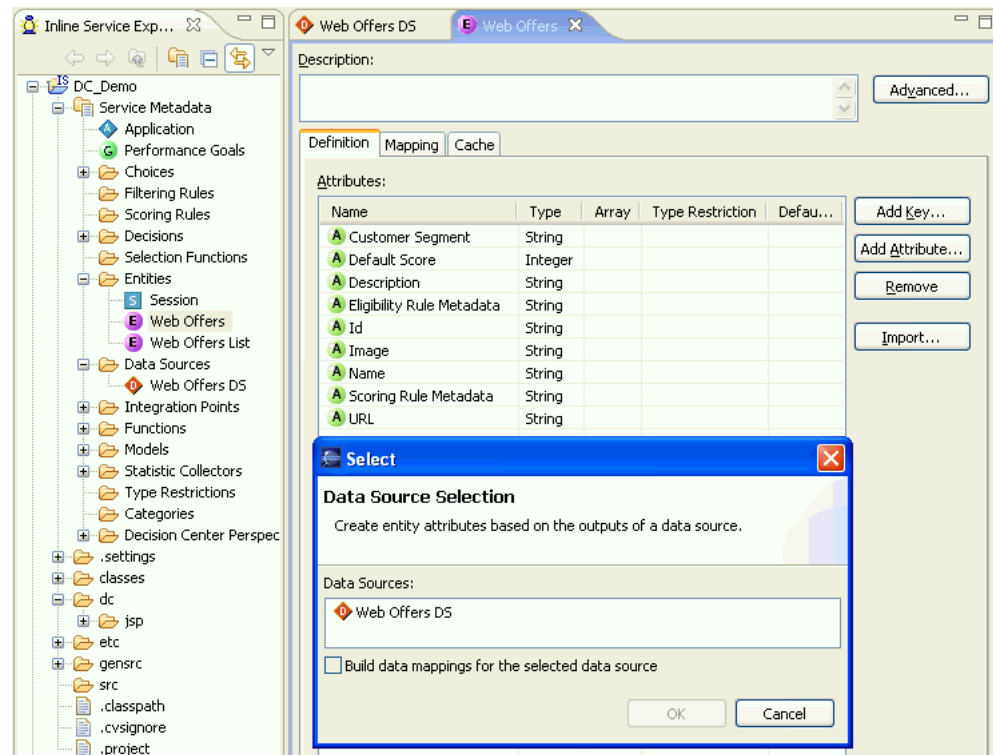 Inline Service Exp...
DC_Demo
Service Metadata
Application
Performance Goals
Choices
Filtering Rules
Scoring Rules
Decisions
Selection Functions
Entities
Session
Web Offers
Web Offers List
Data Sources
Web Offers DS
Integration Points
Functions
Models
Statistic Collectors
Type Restrictions
Categories
Decision Center Perspec
.settings
classes
dc
jsp
etc
gensrc
src
.classpath
.cvsignore
.project
Web Offers DS
Web Offers
Description:
Advanced...
Definition Mapping Cache
Attributes:
Name Type Array Type Restriction Defau...
Customer Segment String
Default Score Integer
Description String
Eligibility Rule Metadata String
Id String
Image String
Name String
Scoring Rule Metadata String
URL String
Add Key...
Add Attribute...
Remove
Import...
Select
Data Source Selection
Create entity attributes based on the outputs of a data source.
Data Sources:
Web Offers DS
Build data mappings for the selected data source
OK Cancel